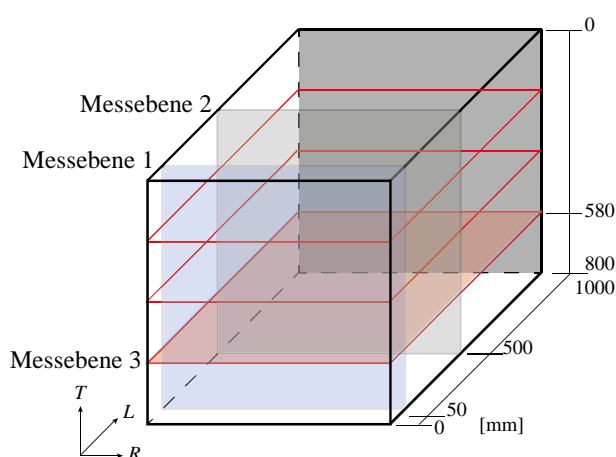 0
Messebene 2
Messebene 1
580
800
1000
500
Messebene 3
T
L
50
0
[mm]
R